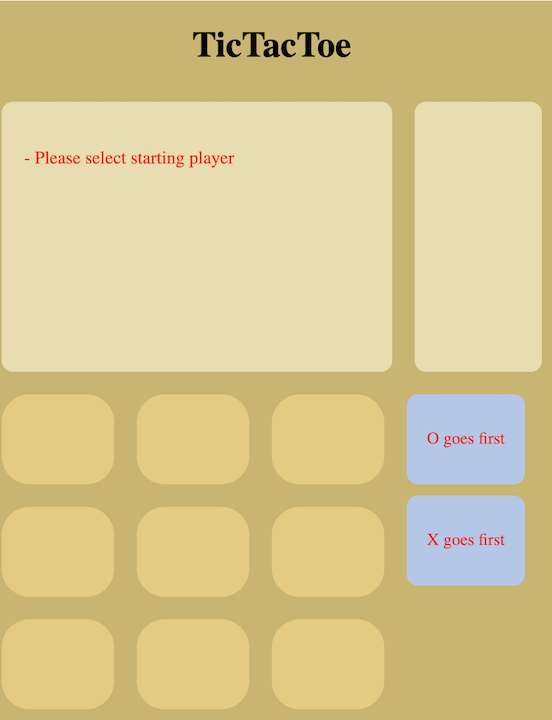 TicTacToe
- Please select starting player
O goes first
X goes first